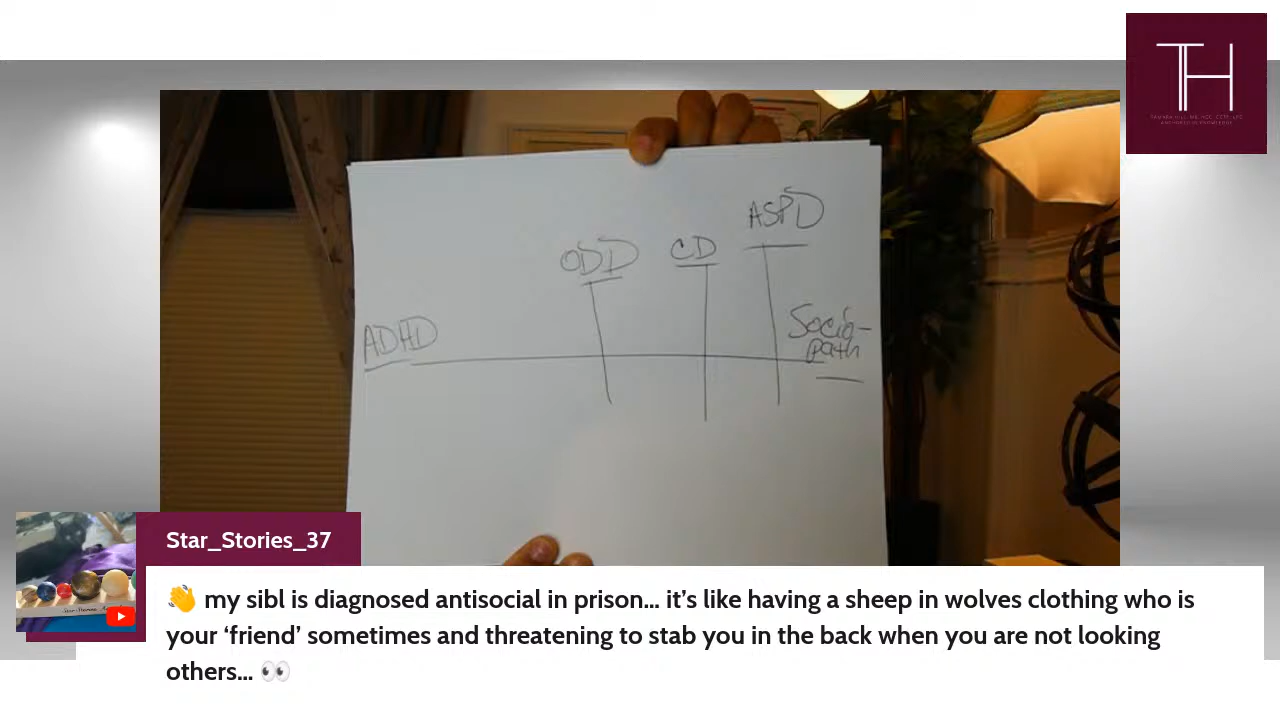 TH
ASPD
ODD CD
ADHD
Socio-
path
Star_Stories_37
👋 my sibl is diagnosed antisocial in prison... it's like having a sheep in wolves clothing who is
your ‘friend’ sometimes and threatening to stab you in the back when you are not looking
others... 👀